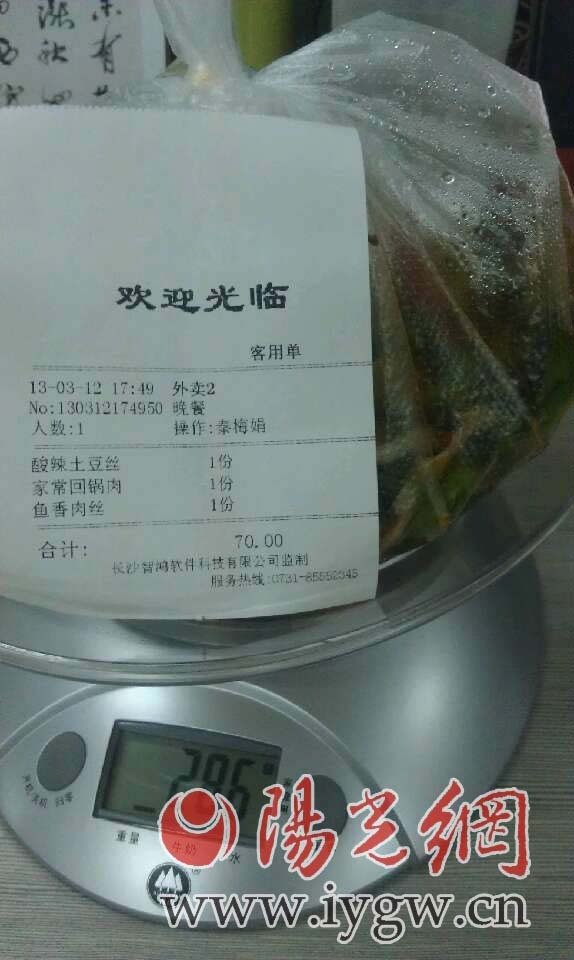 欢迎光临
客用单
13-03-12 17:49 外卖2
No:130312174950 晚餐
人数:1 操作:秦梅娟
酸辣土豆丝 1份
家常回锅肉 1份
鱼香肉丝 1份
合计: 70.00
长沙智鸿软件科技有限公司监制
服务热线:0731-85552345
286
重量 牛奶 水
陽光網
www.iygw.cn